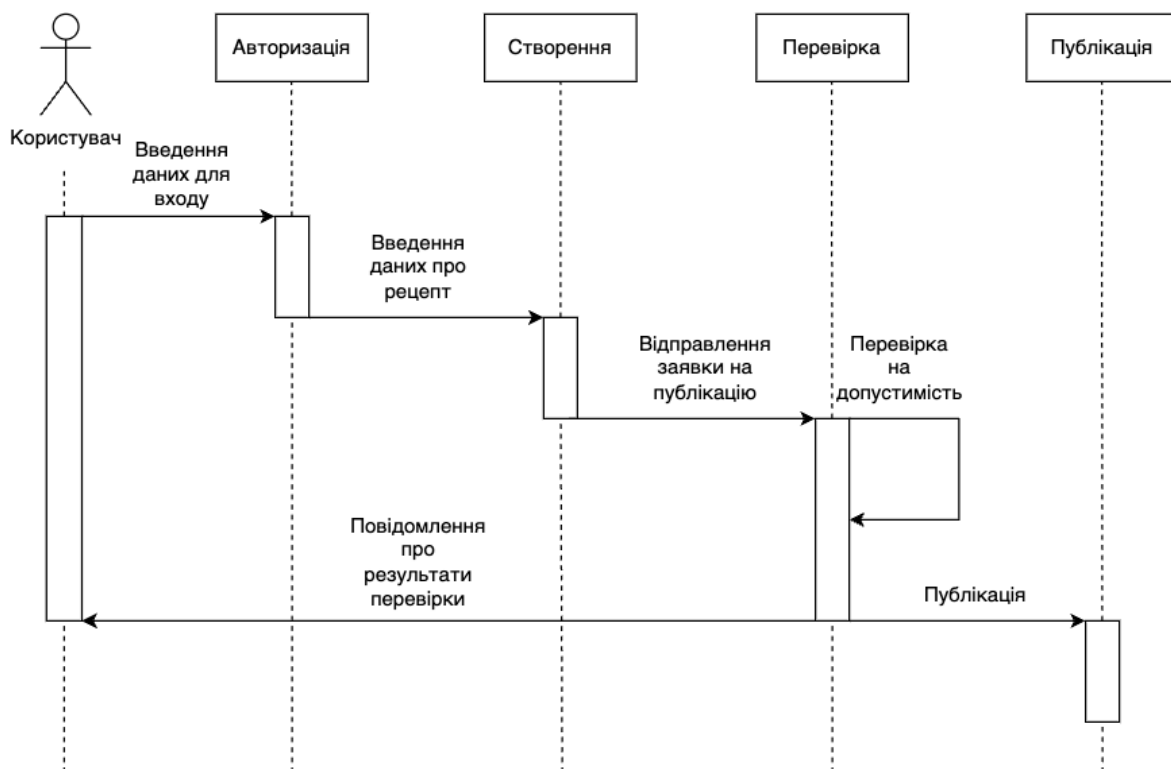 Авторизація
Створення
Перевірка
Публікація
Користувач
Введення
даних для
входу
Введення
даних про
рецепт
Відправлення
заявки на
публікацію
Перевірка
на
допустимість
Повідомлення
про
результати
перевірки
Публікація